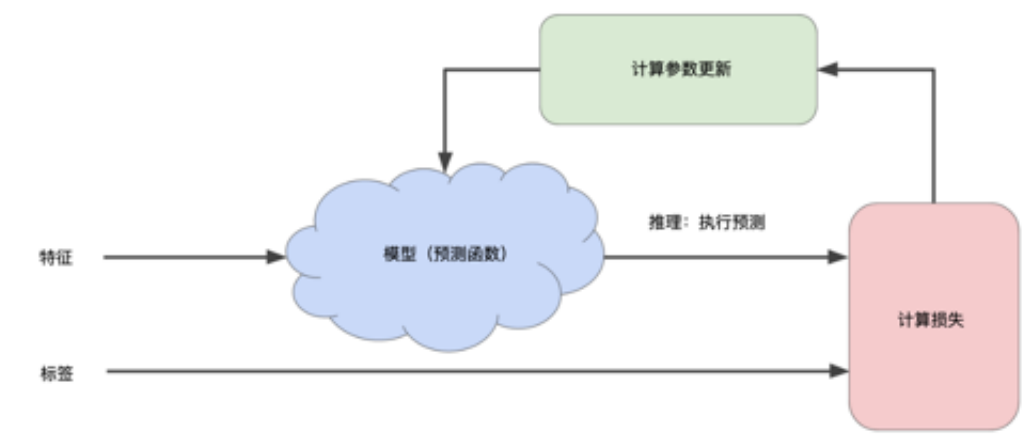 计算参数更新
推理：执行预测
特征
模型（预测函数）
计算损失
标签